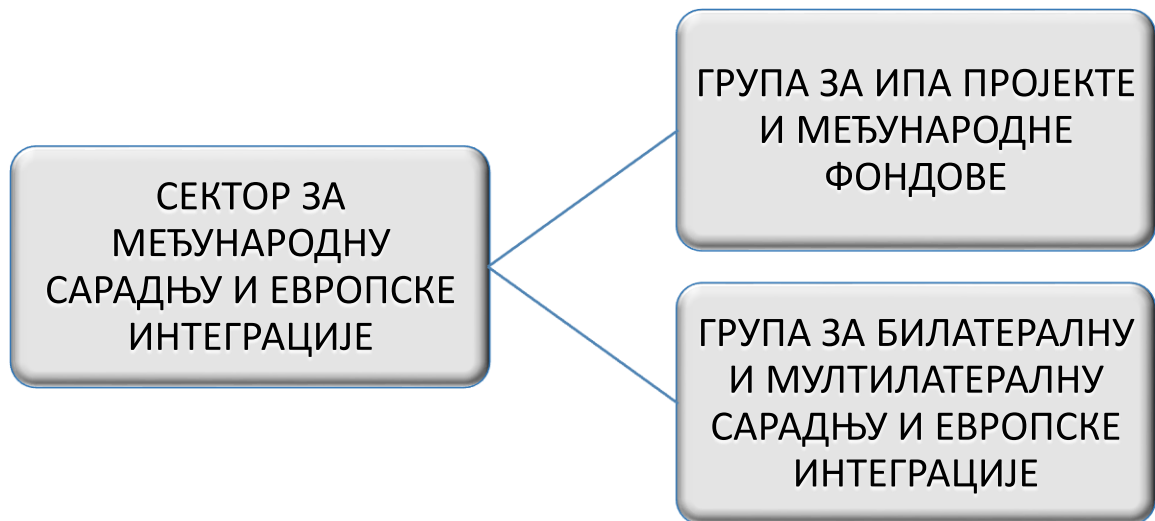 СЕКТОР ЗА
МЕЂУНАРОДНУ
САРАДЊУ И ЕВРОПСКЕ
ИНТЕГРАЦИЈЕ
ГРУПА ЗА ИПА ПРОЈЕКТЕ
И МЕЂУНАРОДНЕ
ФОНДОВЕ
ГРУПА ЗА БИЛАТЕРАЛНУ
И МУЛТИЛАТЕРАЛНУ
САРАДЊУ И ЕВРОПСКЕ
ИНТЕГРАЦИЈЕ